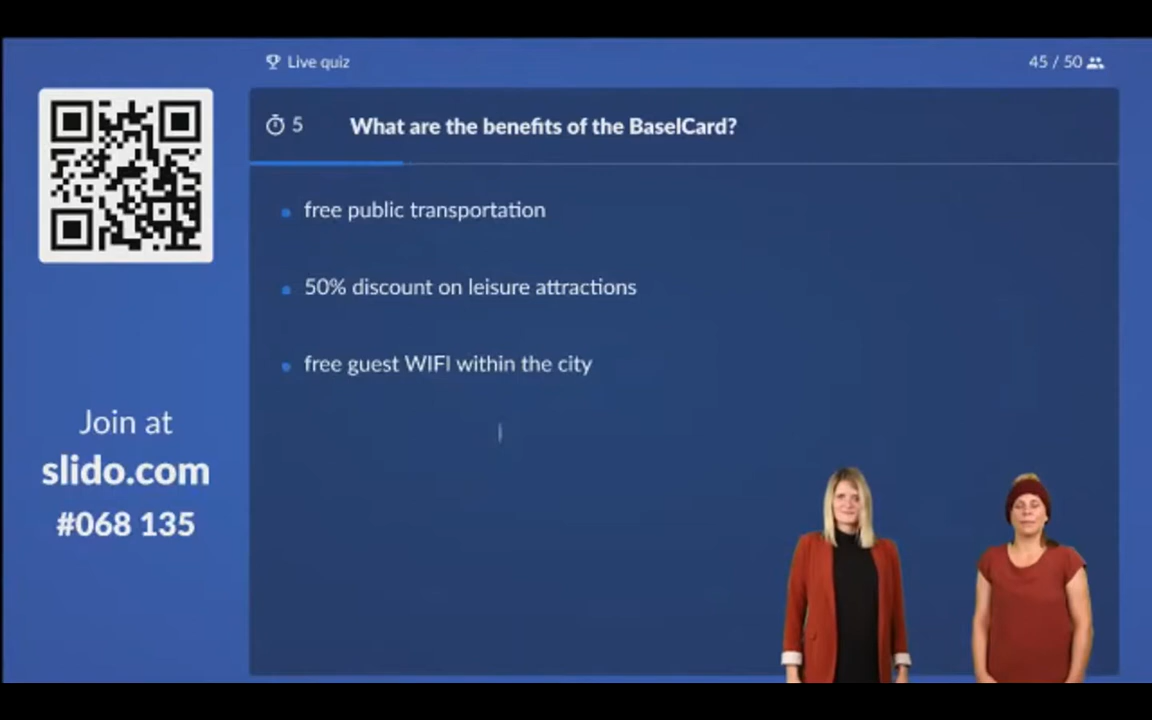 Live quiz
45 / 50
5
What are the benefits of the BaselCard?
free public transportation
50% discount on leisure attractions
free guest WIFI within the city
Join at
slido.com
#068 135